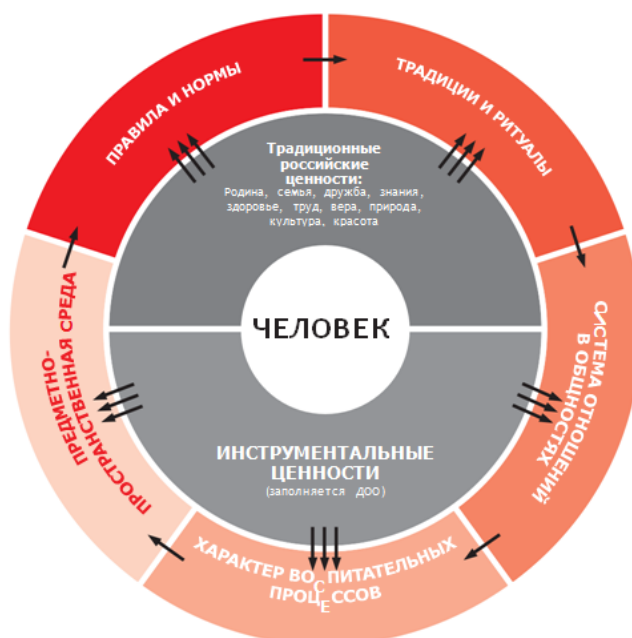 ПРАВИЛА И НОРМЫ
ТРАДИЦИИ И РИТУАЛЫ
Традиционные
российские
ценности:
Родина, семья, дружба, знания,
здоровье, труд, вера, природа,
культура, красота
ЧЕЛОВЕК
ПРЕДМЕТНО-
ПРОСТРАНСТВЕННАЯ СРЕДА
СИСТЕМА ОТНОШЕНИЙ
В ОБЩНОСТЯХ
ИНСТРУМЕНТАЛЬНЫЕ
ЦЕННОСТИ
(заполняется ДОО)
ХАРАКТЕР ВОСПИТАТЕЛЬНЫХ
ПРОЦЕССОВ